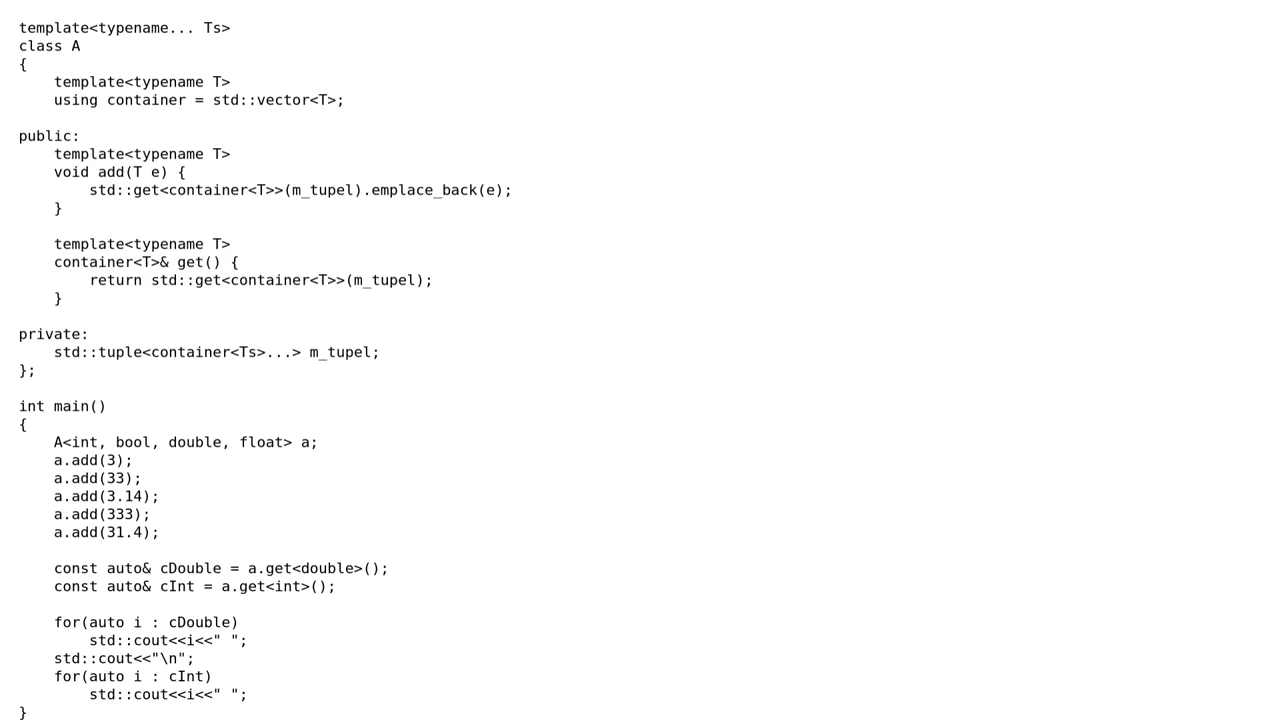 template<typename... Ts>
class A
{
    template<typename T>
    using container = std::vector<T>;

public:
    template<typename T>
    void add(T e) {
        std::get<container<T>>(m_tupel).emplace_back(e);
    }

    template<typename T>
    container<T>& get() {
        return std::get<container<T>>(m_tupel);
    }

private:
    std::tuple<container<Ts>...> m_tupel;
};

int main()
{
    A<int, bool, double, float> a;
    a.add(3);
    a.add(33);
    a.add(3.14);
    a.add(333);
    a.add(31.4);

    const auto& cDouble = a.get<double>();
    const auto& cInt = a.get<int>();

    for(auto i : cDouble)
        std::cout<<i<<" ";
    std::cout<<"\n";
    for(auto i : cInt)
        std::cout<<i<<" ";
}